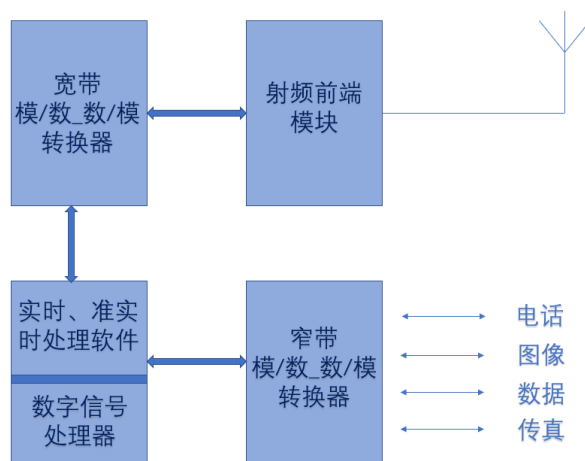 宽带
模/数_数/模
转换器
射频前端
模块
实时、准实
时处理软件
数字信号
处理器
窄带
模/数_数/模
转换器
电话
图像
数据
传真